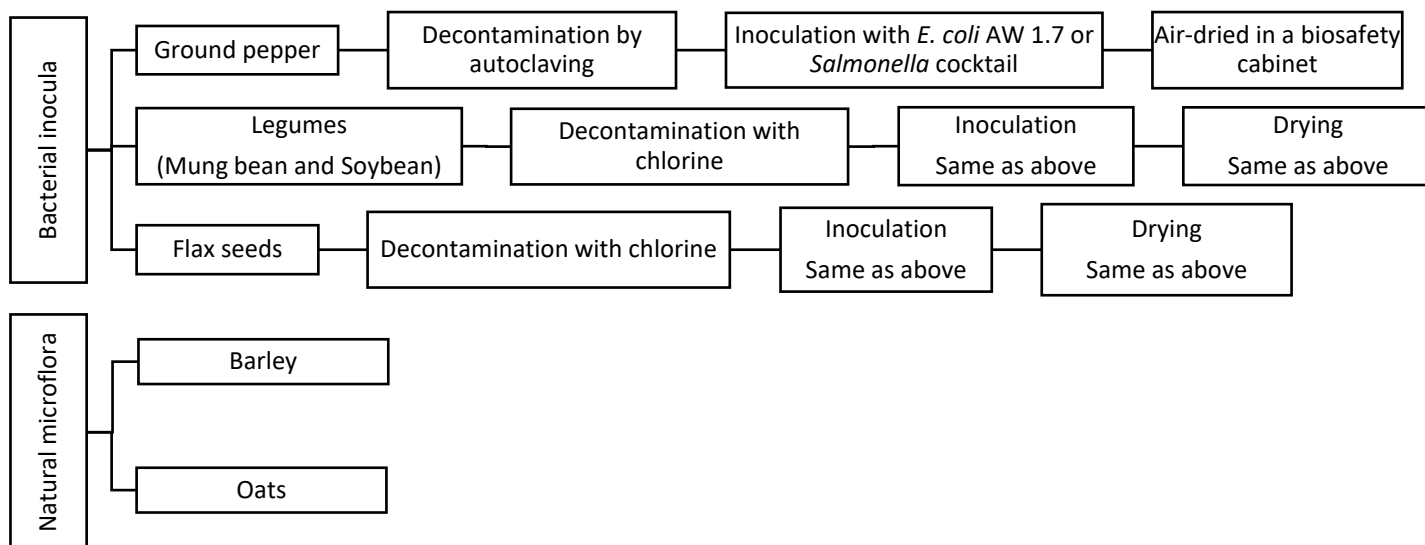 Bacterial inocula
Ground pepper
Decontamination by
autoclaving
Inoculation with E. coli AW 1.7 or
Salmonella cocktail
Air-dried in a biosafety
cabinet
Legumes
(Mung bean and Soybean)
Decontamination with
chlorine
Inoculation
Same as above
Drying
Same as above
Flax seeds
Decontamination with chlorine
Inoculation
Same as above
Drying
Same as above
Natural microflora
Barley
Oats